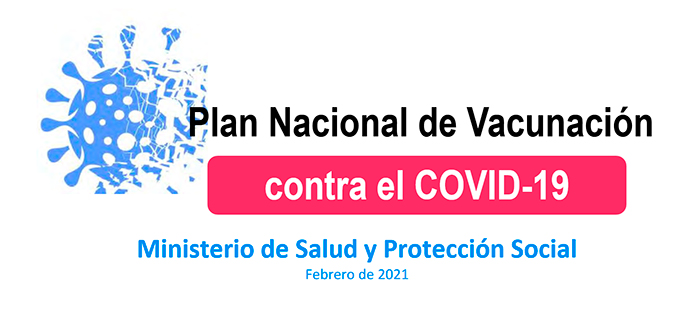 Plan Nacional de Vacunación
contra el COVID-19
Ministerio de Salud y Protección Social
Febrero de 2021